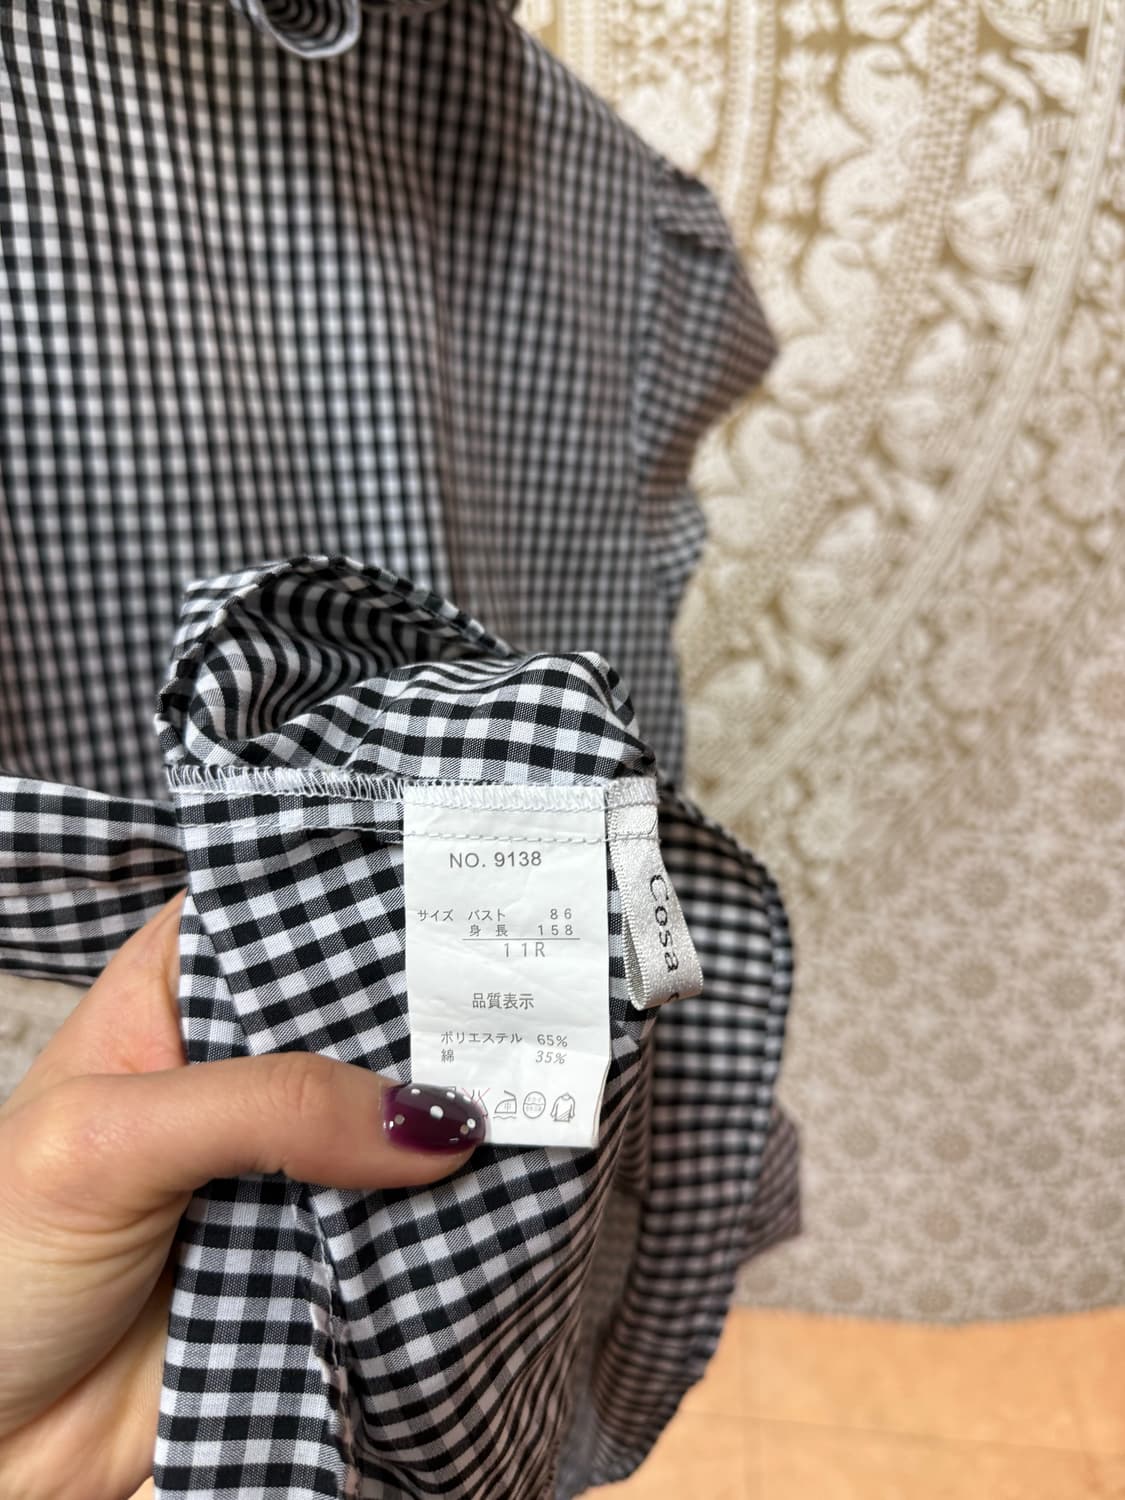 NO. 9138
サイズ バスト 86
身長 158
11R
品質表示
ポリエステル 65%
綿 35%
Cosa